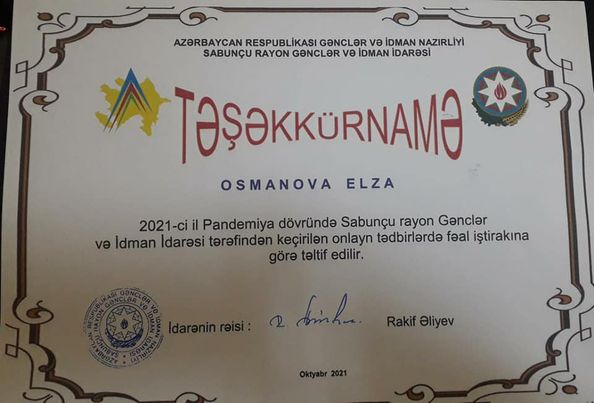 AZƏRBAYCAN RESPUBLİKASI GƏNCLƏR VƏ İDMAN NAZİRLİYİ
SABUNÇU RAYON GƏNCLƏR VƏ İDMAN İDARƏSİ
TƏŞƏKKÜRNAMƏ
OSMANOVA ELZA
2021-ci il Pandemiya dövründə Sabunçu rayon Gənclər
və İdman İdarəsi tərəfindən keçirilən onlayn tədbirlərdə fəal iştirakına
görə təltif edilir.
İdarənin rəisi :
Rakif Əliyev
Oktyabr 2021